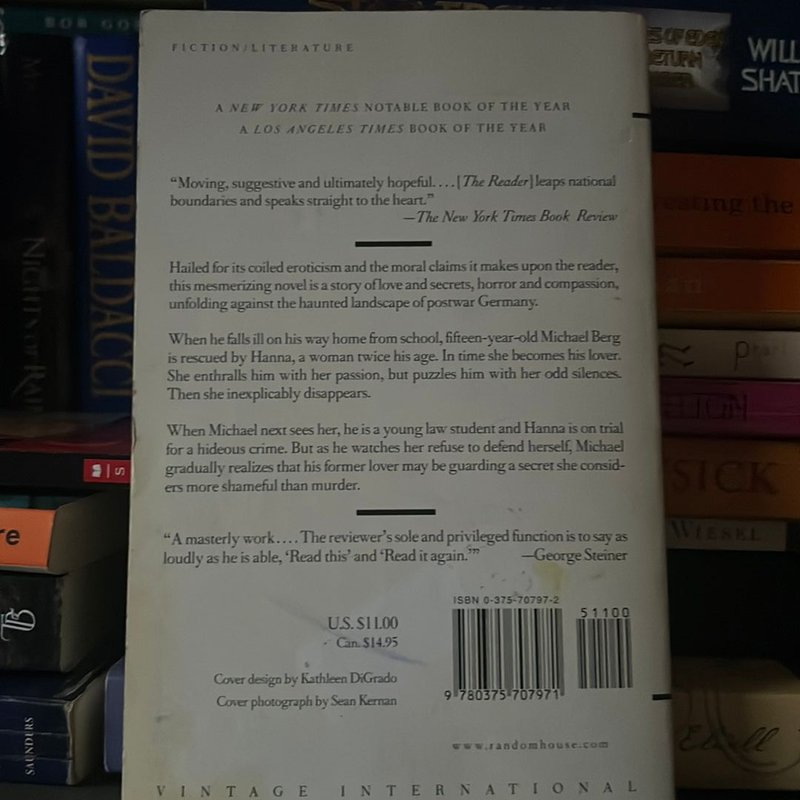 FICTION/LITERATURE
A NEW YORK TIMES NOTABLE BOOK OF THE YEAR
A LOS ANGELES TIMES BOOK OF THE YEAR
“Moving, suggestive and ultimately hopeful. . . . [The Reader] leaps national
boundaries and speaks straight to the heart.”
—The New York Times Book Review
Hailed for its coiled eroticism and the moral claims it makes upon the reader,
this mesmerizing novel is a story of love and secrets, horror and compassion,
unfolding against the haunted landscape of postwar Germany.
When he falls ill on his way home from school, fifteen-year-old Michael Berg
is rescued by Hanna, a woman twice his age. In time she becomes his lover.
She enthralls him with her passion, but puzzles him with her odd silences.
Then she inexplicably disappears.
When Michael next sees her, he is a young law student and Hanna is on trial
for a hideous crime. But as he watches her refuse to defend herself, Michael
gradually realizes that his former lover may be guarding a secret she consid-
ers more shameful than murder.
“A masterly work. . . . The reviewer's sole and privileged function is to say as
loudly as he is able, ‘Read this’ and ‘Read it again.’”
—George Steiner
ISBN 0-375-70797-2
51100
9 780375 707971
U.S. $11.00
Can. $14.95
Cover design by Kathleen DiGrado
Cover photograph by Sean Kernan
www.randomhouse.com
VINTAGE INTERNATIONAL
DAVID BALDACCI
BOB
NIGHTS OF
re
SAUNDERS
WILL
SHAT
eating the
SICK
WIESEL